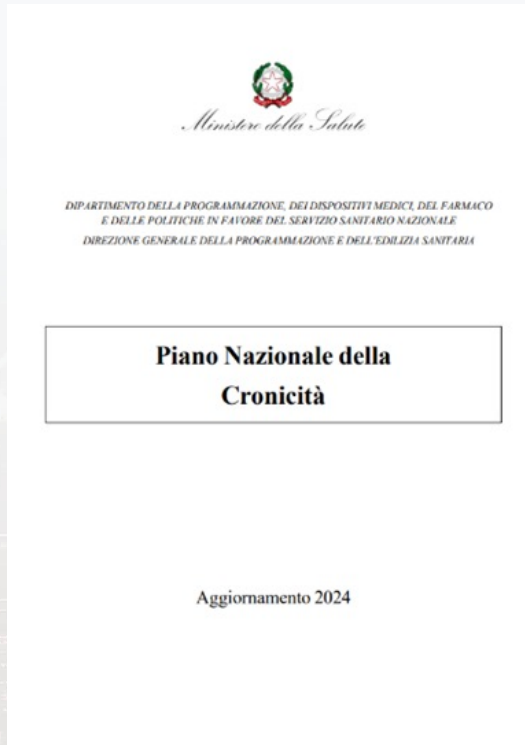 Ministero della Salute
DIPARTIMENTO DELLA PROGRAMMAZIONE, DEI DISPOSITIVI MEDICI, DEL FARMACO
E DELLE POLITICHE IN FAVORE DEL SERVIZIO SANITARIO NAZIONALE
DIREZIONE GENERALE DELLA PROGRAMMAZIONE E DELL'EDILIZIA SANITARIA
Piano Nazionale della
Cronicità
Aggiornamento 2024